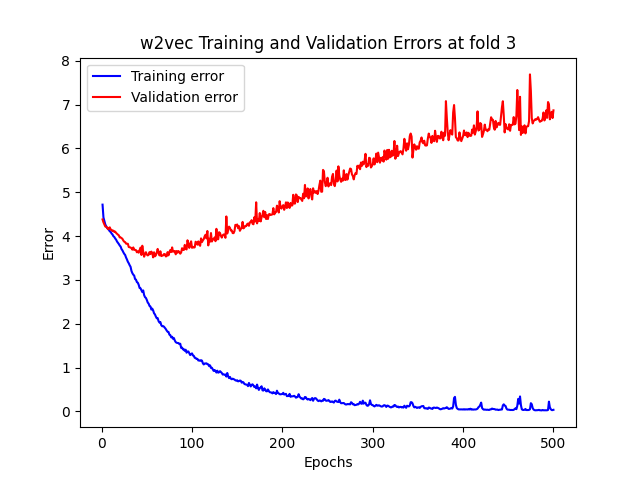 w2vec Training and Validation Errors at fold 3
Training error
Validation error
Error
8
7
6
5
4
3
2
1
0
0 100 200 300 400 500
Epochs